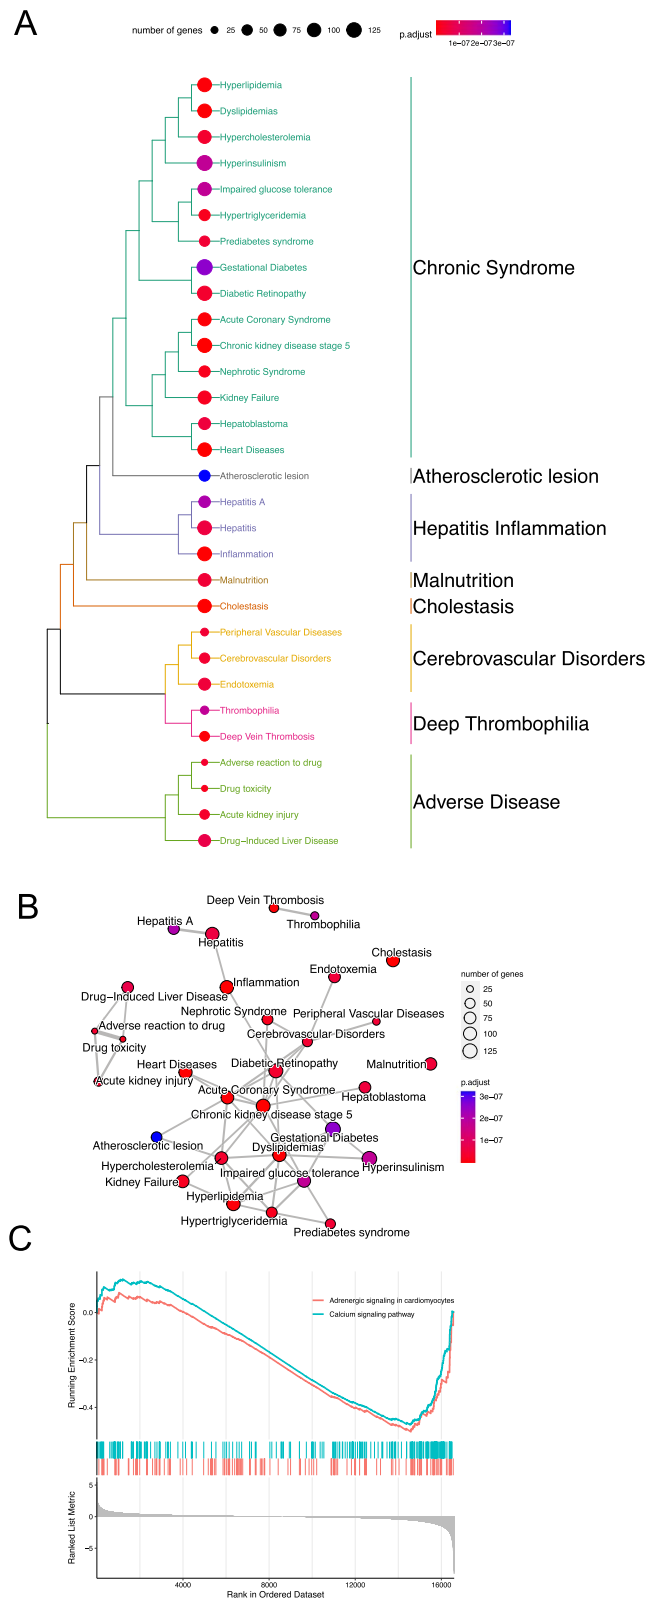 A
number of genes 25 50 75 100 125 p.adjust
1e-072e-073e-07
Hyperlipidemia
Dyslipidemias
Hypercholesterolemia
Hyperinsulinism
Impaired glucose tolerance
Hypertriglyceridemia
Prediabetes syndrome
Gestational Diabetes
Chronic Syndrome
Diabetic Retinopathy
Acute Coronary Syndrome
Chronic kidney disease stage 5
Nephrotic Syndrome
Kidney Failure
Hepatoblastoma
Heart Diseases
Atherosclerotic lesion
Atherosclerotic lesion
Hepatitis A
Hepatitis
Hepatitis Inflammation
Inflammation
Malnutrition
Malnutrition
Cholestasis
Cholestasis
Peripheral Vascular Diseases
Cerebrovascular Disorders
Cerebrovascular Disorders
Endotoxemia
Thrombophilia
Deep Thrombophilia
Deep Vein Thrombosis
Adverse reaction to drug
Drug toxicity
Adverse Disease
Acute kidney injury
Drug−Induced Liver Disease
B
Deep Vein Thrombosis
Hepatitis A
Thrombophilia
Hepatitis
Cholestasis
Endotoxemia
Inflammation
Drug−Induced Liver Disease
Nephrotic Syndrome
Peripheral Vascular Diseases
Adverse reaction to drug
Cerebrovascular Disorders
Drug toxicity
Heart Diseases
Diabetic Retinopathy
Malnutrition
Acute kidney injury
Acute Coronary Syndrome
Hepatoblastoma
Chronic kidney disease stage 5
Gestational Diabetes
Atherosclerotic lesion
Dyslipidemias
Hypercholesterolemia
Impaired glucose tolerance
Hyperinsulinism
Kidney Failure
Hyperlipidemia
Hypertriglyceridemia
Prediabetes syndrome
number of genes
25
50
75
100
125
p.adjust
3e−07
2e−07
1e−07
C
Running Enrichment Score
0.0
−0.2
−0.4
Adrenergic signaling in cardiomyocytes
Calcium signaling pathway
Ranked List Metric
5
0
−5
4000 8000 12000 16000
Rank in Ordered Dataset